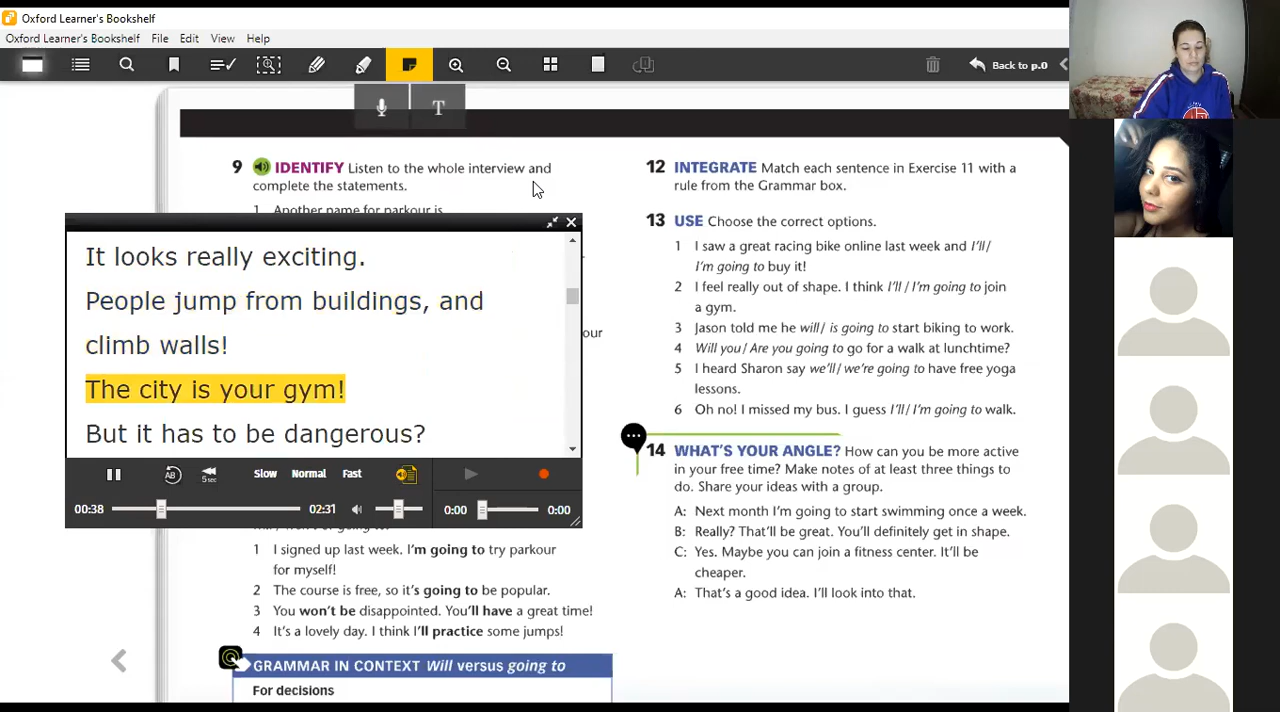 Oxford Learner's Bookshelf
Oxford Learner's Bookshelf File Edit View Help
Back to p.0
T
9 IDENTIFY Listen to the whole interview and
complete the statements.
1 Another name for parkour is
our
It looks really exciting.
People jump from buildings, and
climb walls!
The city is your gym!
But it has to be dangerous?
AB
5 sec
Slow Normal Fast
00:38 02:31 0:00 0:00
1 I signed up last week. I'm going to try parkour
for myself!
2 The course is free, so it's going to be popular.
3 You won't be disappointed. You'll have a great time!
4 It's a lovely day. I think I'll practice some jumps!
GRAMMAR IN CONTEXT Will versus going to
For decisions
12 INTEGRATE Match each sentence in Exercise 11 with a
rule from the Grammar box.
13 USE Choose the correct options.
1 I saw a great racing bike online last week and I'll/
I'm going to buy it!
2 I feel really out of shape. I think I'll / I'm going to join
a gym.
3 Jason told me he will/ is going to start biking to work.
4 Will you/ Are you going to go for a walk at lunchtime?
5 I heard Sharon say we'll/ we're going to have free yoga
lessons.
6 Oh no! I missed my bus. I guess I'll/ I'm going to walk.
14 WHAT'S YOUR ANGLE? How can you be more active
in your free time? Make notes of at least three things to
do. Share your ideas with a group.
A: Next month I'm going to start swimming once a week.
B: Really? That'll be great. You'll definitely get in shape.
C: Yes. Maybe you can join a fitness center. It'll be
cheaper.
A: That's a good idea. I'll look into that.